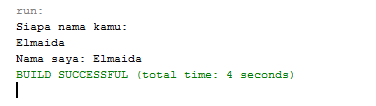 run:
Siapa nama kamu:
Elmaida
Nama saya: Elmaida
BUILD SUCCESSFUL (total time: 4 seconds)